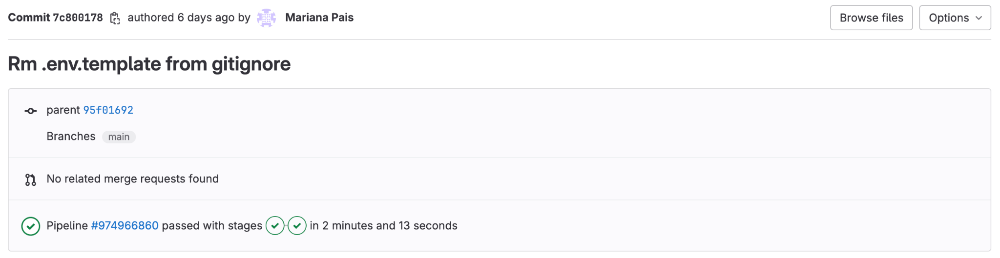 Commit 7c800178 authored 6 days ago by Mariana Pais Browse files Options
Rm .env.template from gitignore
parent 95f01692
Branches main
No related merge requests found
Pipeline #974966860 passed with stages in 2 minutes and 13 seconds